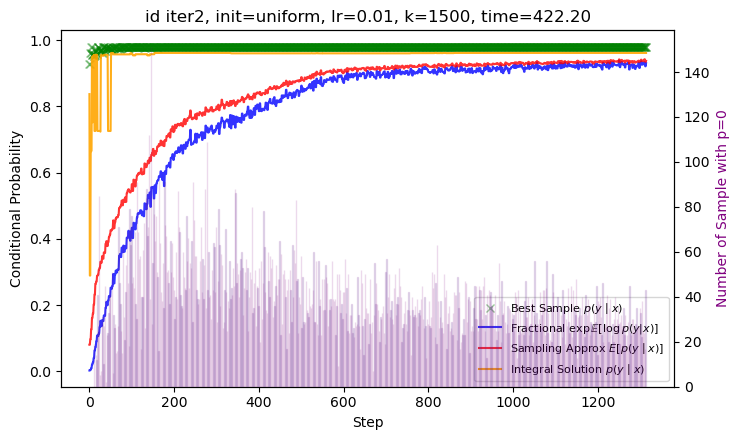 id iter2, init=uniform, lr=0.01, k=1500, time=422.20
1.0
0.8
0.6
0.4
0.2
0.0
Conditional Probability
140
120
100
80
60
40
20
0
Number of Sample with p=0
Best Sample p(y | x)
Fractional exp𝔼[log p(y|x)]
Sampling Approx E[p(y | x)]
Integral Solution p(y | x)
0
200
400
600
800
1000
1200
Step